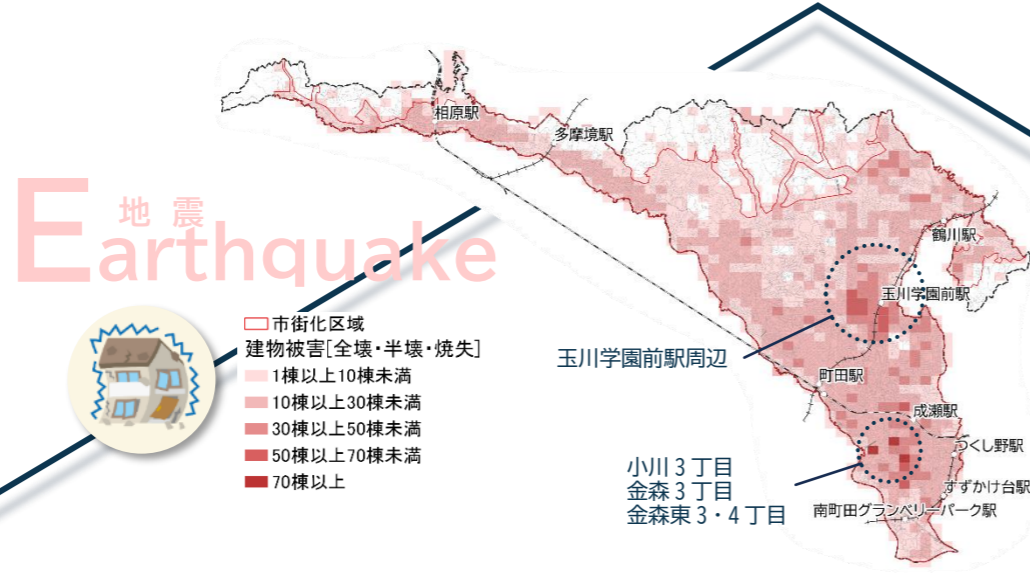 地震
Earthquake
市街化区域
建物被害[全壊・半壊・焼失]
1棟以上10棟未満
10棟以上30棟未満
30棟以上50棟未満
50棟以上70棟未満
70棟以上
相原駅
多摩境駅
鶴川駅
玉川学園前駅
玉川学園前駅周辺
町田駅
成瀬駅
つくし野駅
すずかけ台駅
南町田グランベリーパーク駅
小川3丁目
金森3丁目
金森東3・4丁目